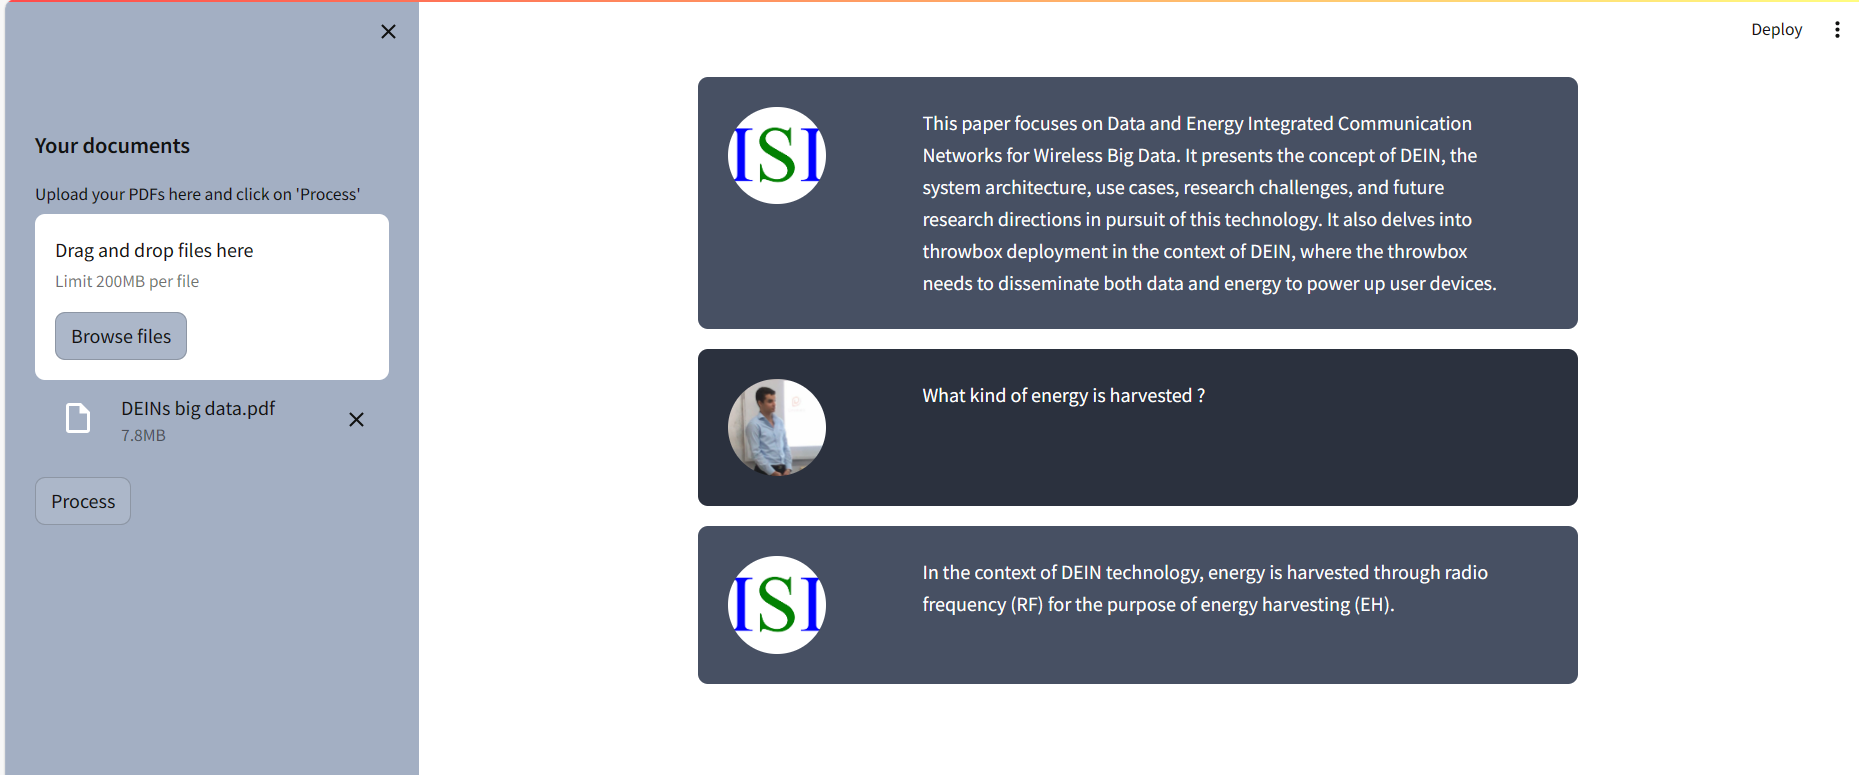 Deploy
Your documents
Upload your PDFs here and click on 'Process'
Drag and drop files here
Limit 200MB per file
Browse files
DEINs big data.pdf
7.8MB
Process
ISI
This paper focuses on Data and Energy Integrated Communication
Networks for Wireless Big Data. It presents the concept of DEIN, the
system architecture, use cases, research challenges, and future
research directions in pursuit of this technology. It also delves into
throwbox deployment in the context of DEIN, where the throwbox
needs to disseminate both data and energy to power up user devices.
What kind of energy is harvested ?
ISI
In the context of DEIN technology, energy is harvested through radio
frequency (RF) for the purpose of energy harvesting (EH).